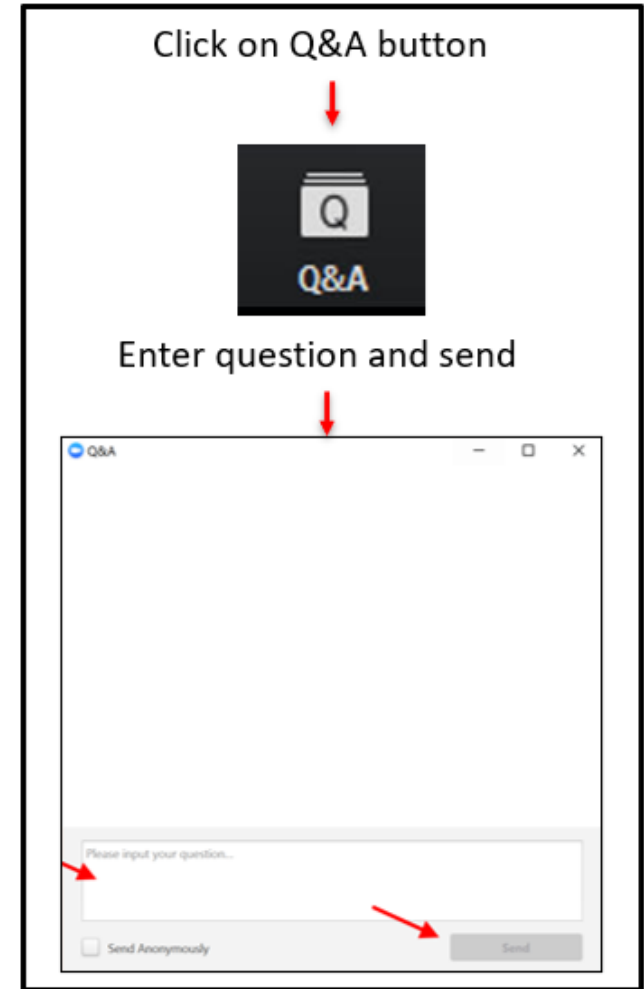 Click on Q&A button
Q
Q&A
Enter question and send
Q&A
Please input your question...
Send Anonymously
Send